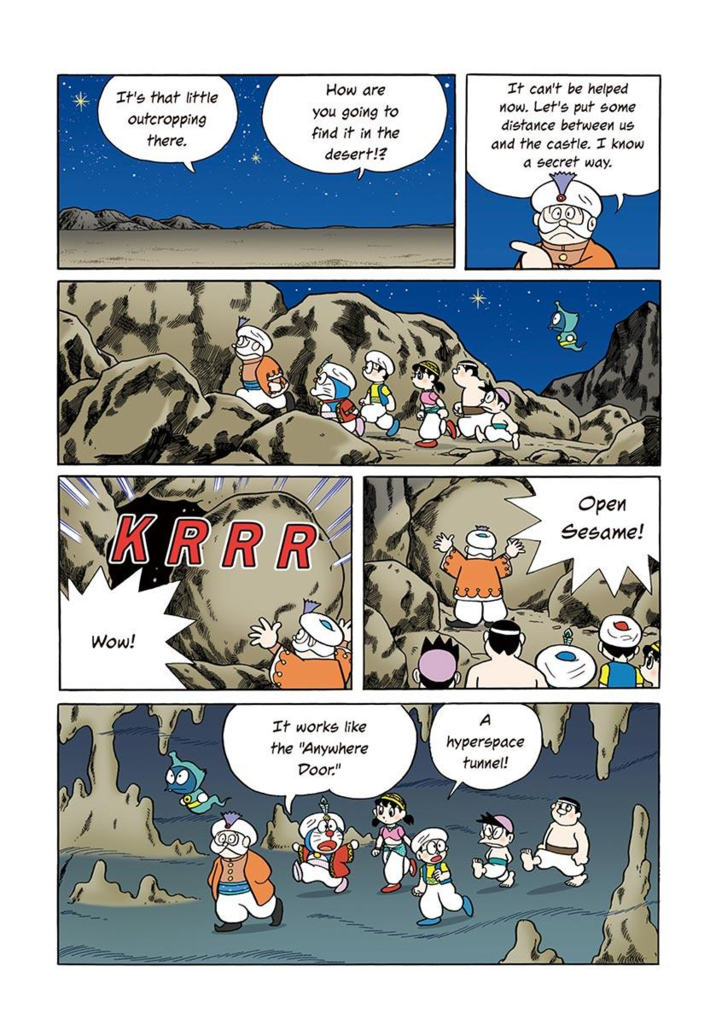 It can't be helped
now. Let's put some
distance between us
and the castle. I know
a secret way.
How are
you going to
find it in the
desert!?
It's that little
outcropping
there.
Open
Sesame!
KRRR
Wow!
A
hyperspace
tunnel!
It works like
the "Anywhere
Door."